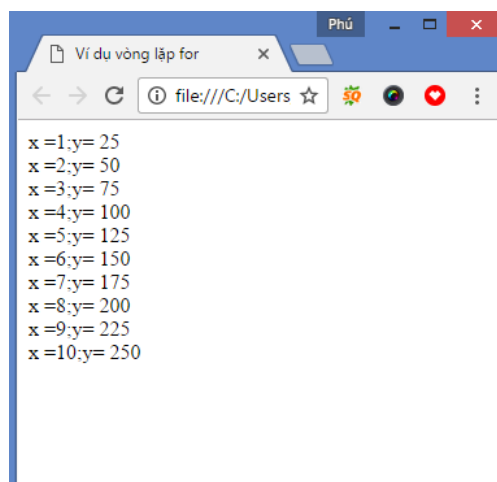 Phú
Ví dụ vòng lặp for
file:///C:/Users
SQ
x =1;y= 25
x =2;y= 50
x =3;y= 75
x =4;y= 100
x =5;y= 125
x =6;y= 150
x =7;y= 175
x =8;y= 200
x =9;y= 225
x =10;y= 250